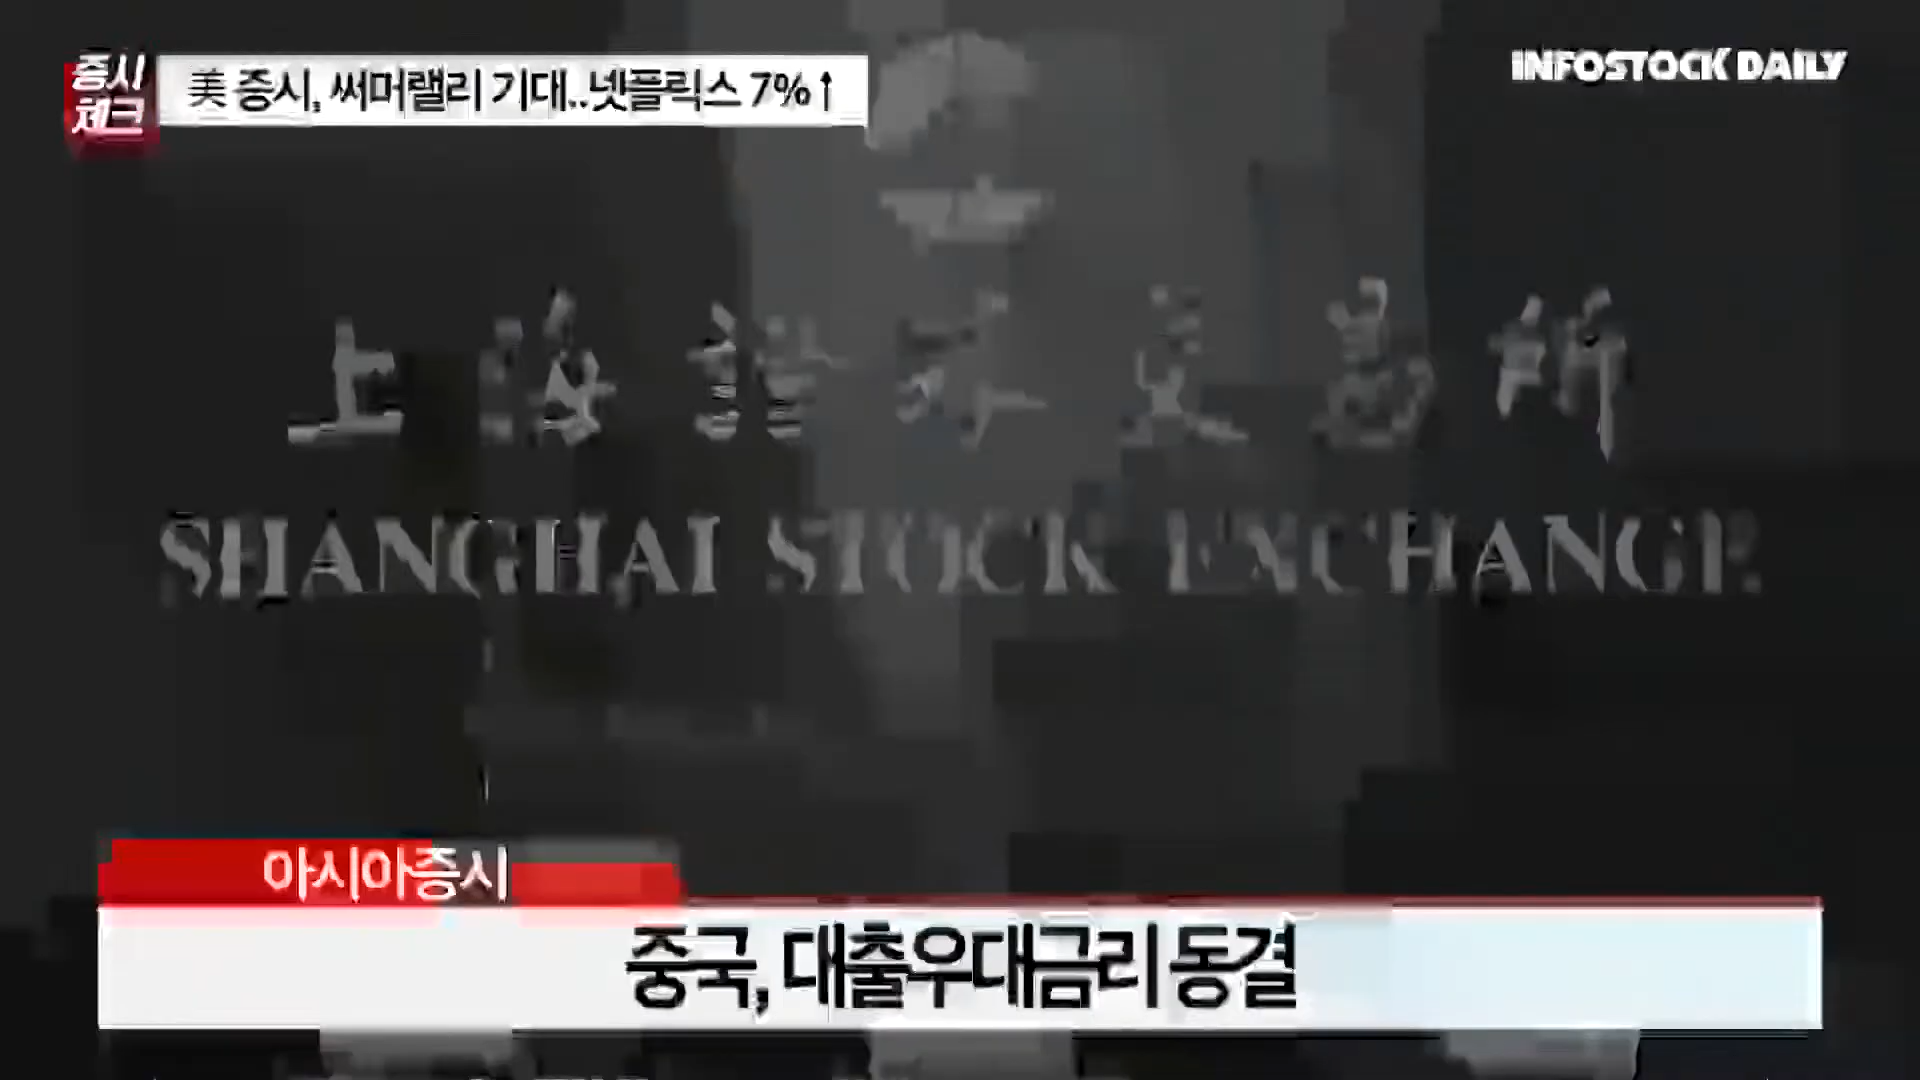 증시
체크
美 증시, 써머랠리 기대..넷플릭스 7%↑
INFOSTOCK DAILY
上海證券交易所
SHANGHAI STOCK EXCHANGE
아시아증시
중국, 대출우대금리 동결